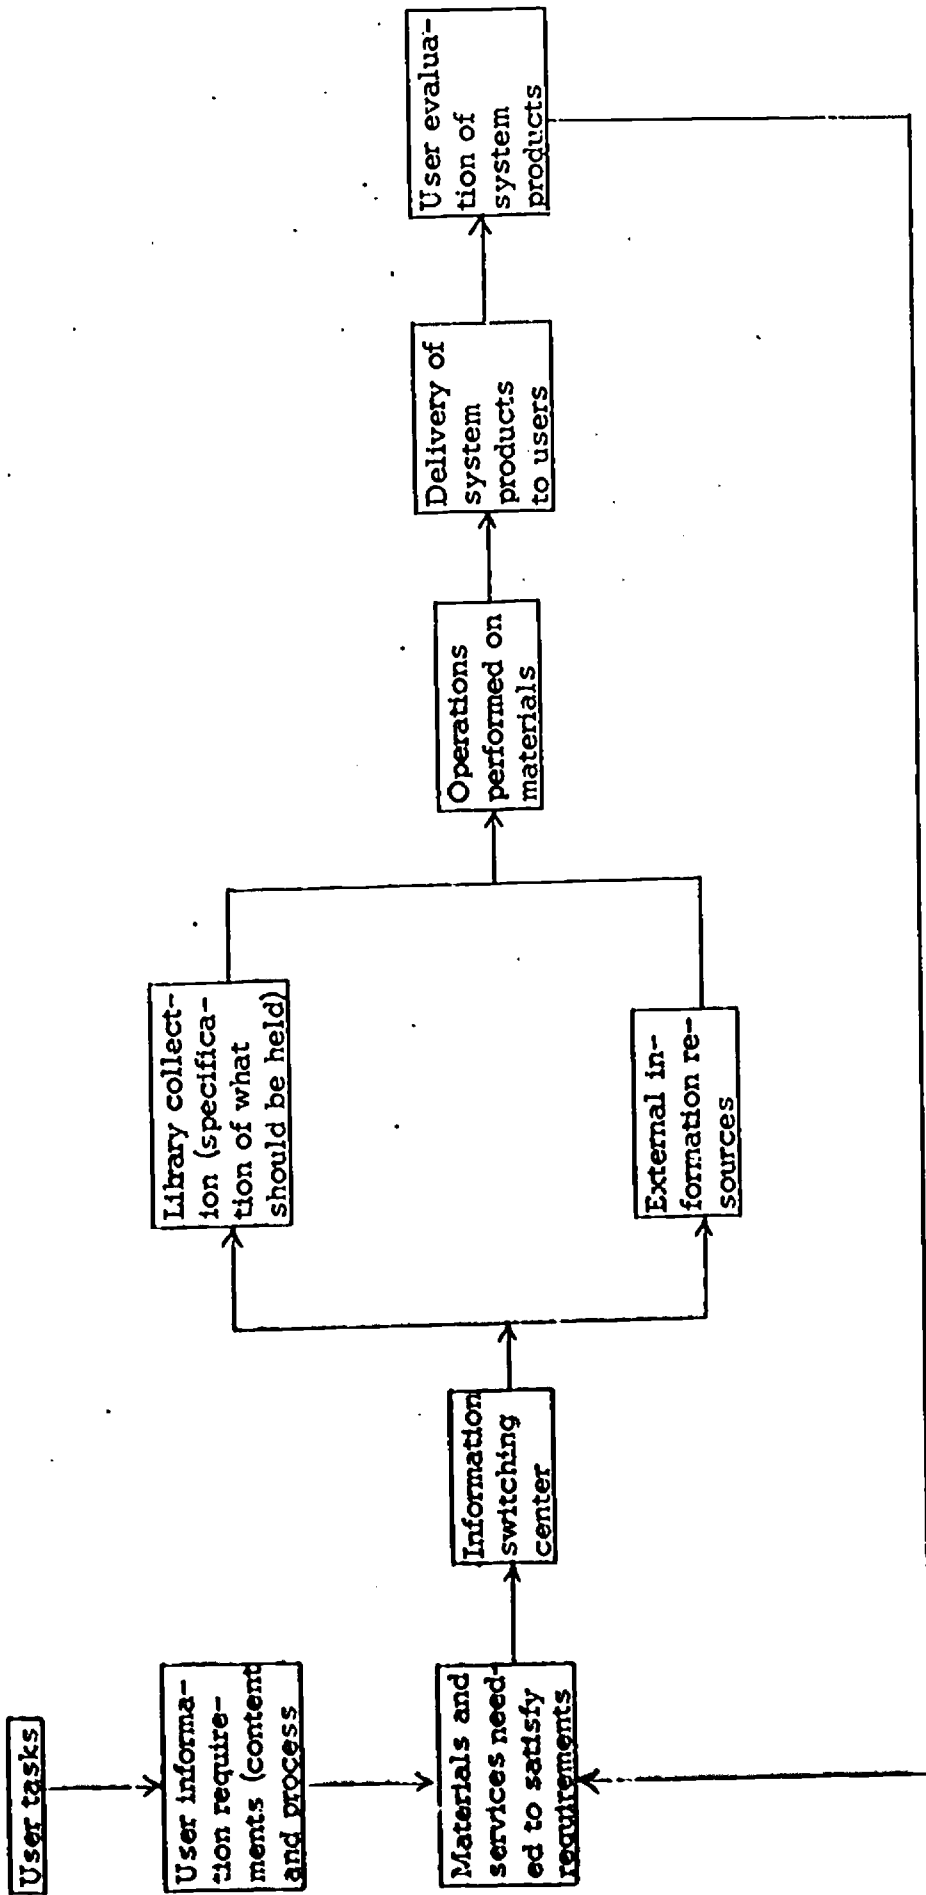 User tasks
User informa-
tion require-
ments (content
and process
Materials and
services need-
ed to satisfy
requirements
Information
switching
center
Library collect-
ion (specifica-
tion of what
should be held)
External in-
formation re-
sources
Operations
performed on
materials
Delivery of
system
products
to users
User evalua-
tion of
system
products